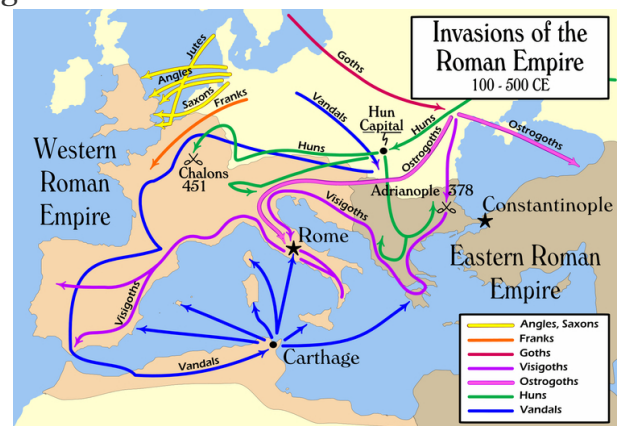 Invasions of the
Roman Empire
100 - 500 CE
Jutes
Angles
Saxons
Franks
Goths
Vandals
Hun
Capital
Huns
Ostrogoths
Huns
Ostrogoths
Western
Roman
Empire
Chalons
451
Adrianople 378
Visigoths
Constantinople
Rome
Eastern Roman
Empire
Visigoths
Carthage
Vandals
Angles, Saxons
Franks
Goths
Visigoths
Ostrogoths
Huns
Vandals